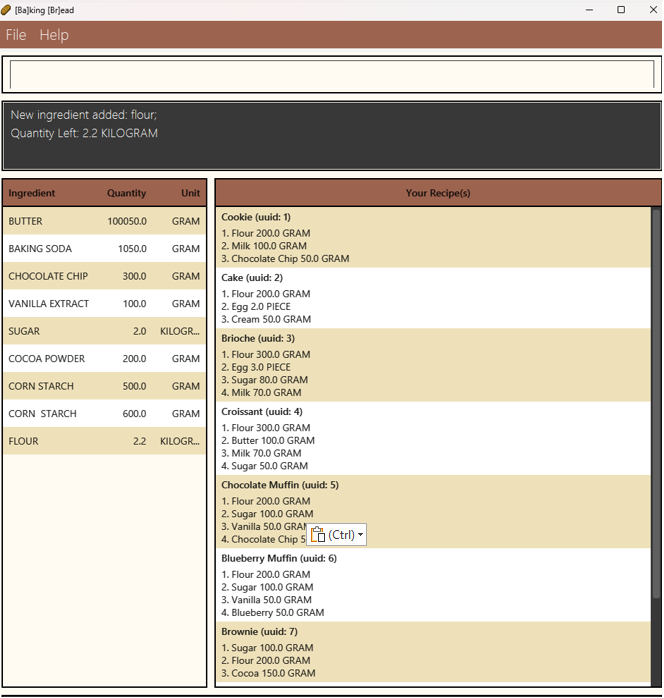 [Ba]king [Br]ead
File Help
New ingredient added: flour;
Quantity Left: 2.2 KILOGRAM
Ingredient Quantity Unit
BUTTER 100050.0 GRAM
BAKING SODA 1050.0 GRAM
CHOCOLATE CHIP 300.0 GRAM
VANILLA EXTRACT 100.0 GRAM
SUGAR 2.0 KILOGR...
COCOA POWDER 200.0 GRAM
CORN STARCH 500.0 GRAM
CORN  STARCH 600.0 GRAM
FLOUR 2.2 KILOGR...
Your Recipe(s)
Cookie (uuid: 1)
1. Flour 200.0 GRAM
2. Milk 100.0 GRAM
3. Chocolate Chip 50.0 GRAM
Cake (uuid: 2)
1. Flour 200.0 GRAM
2. Egg 2.0 PIECE
3. Cream 50.0 GRAM
Brioche (uuid: 3)
1. Flour 300.0 GRAM
2. Egg 3.0 PIECE
3. Sugar 80.0 GRAM
4. Milk 70.0 GRAM
Croissant (uuid: 4)
1. Flour 300.0 GRAM
2. Butter 100.0 GRAM
3. Milk 70.0 GRAM
4. Sugar 50.0 GRAM
Chocolate Muffin (uuid: 5)
1. Flour 200.0 GRAM
2. Sugar 100.0 GRAM
3. Vanilla 50.0 GRAM
4. Chocolate Chip 5
(Ctrl)
Blueberry Muffin (uuid: 6)
1. Flour 200.0 GRAM
2. Sugar 100.0 GRAM
3. Vanilla 50.0 GRAM
4. Blueberry 50.0 GRAM
Brownie (uuid: 7)
1. Sugar 100.0 GRAM
2. Flour 200.0 GRAM
3. Cocoa 150.0 GRAM